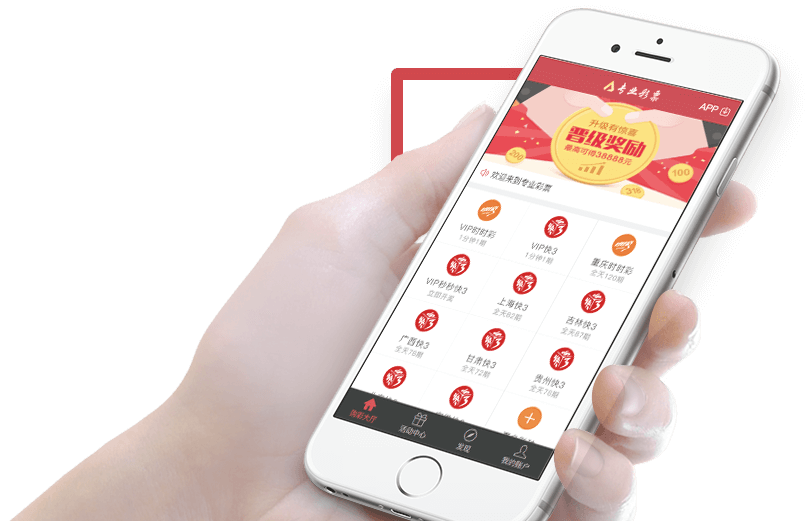 专业彩票
APP
升级有惊喜
晋级奖励
最高可得38888元
200
100
欢迎来到专业彩票
VIP时时彩
1分钟1期
VIP快3
1分钟1期
重庆时时彩
全天120期
VIP秒秒快3
立即开奖
上海快3
全天82期
吉林快3
全天87期
广西快3
全天78期
甘肃快3
全天72期
贵州快3
全天78期
购彩大厅
活动中心
发现
我的账户